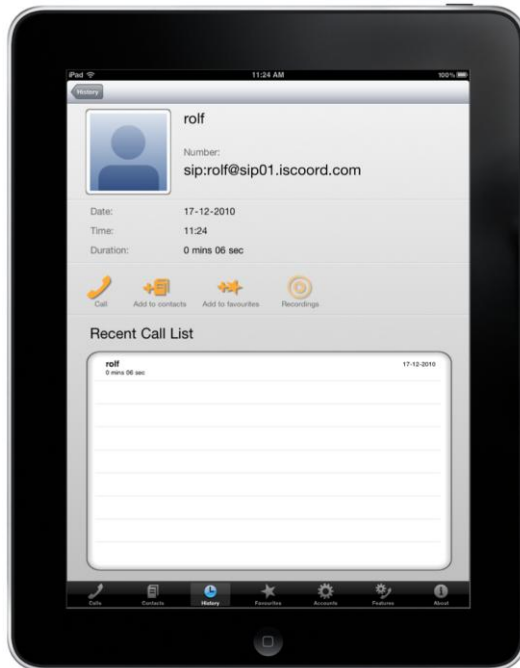 iPad 11:24 AM 100%
History
rolf
Number:
sip:rolf@sip01.iscoord.com
Date: 17-12-2010
Time: 11:24
Duration: 0 mins 06 sec
Call Add to contacts Add to favourites Recordings
Recent Call List
rolf 17-12-2010
0 mins 06 sec
Calls Contacts History Favourites Accounts Features About